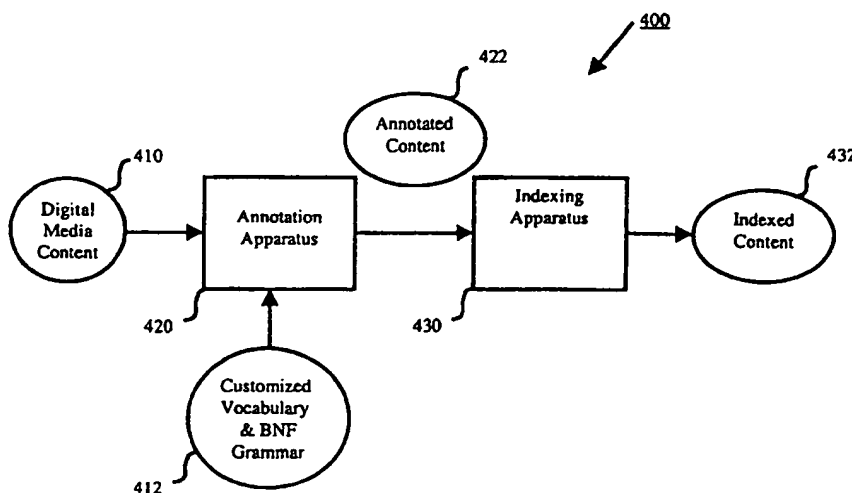 400
422
Annotated
Content
410
432
Digital
Media
Content
Annotation
Apparatus
Indexing
Apparatus
Indexed
Content
420
430
Customized
Vocabulary
& BNF
Grammar
412